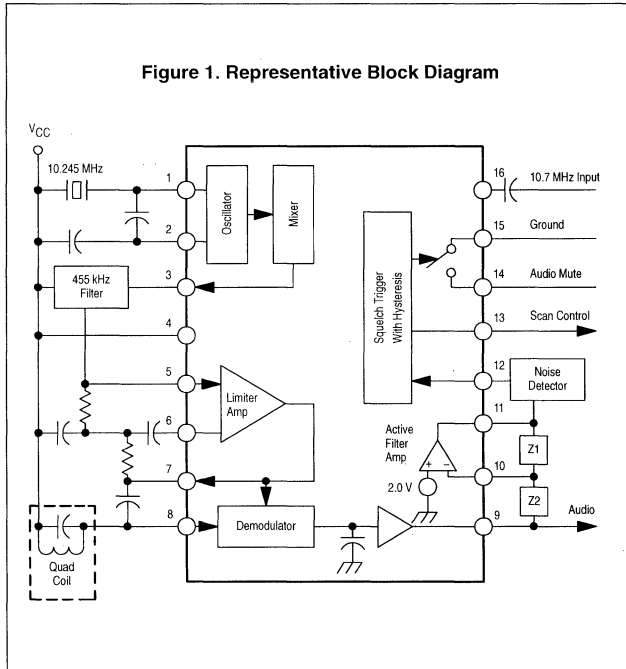 Figure 1. Representative Block Diagram
VCC
10.245 MHz
1
2
3
4
5
6
7
8
455 kHz
Filter
Quad
Coil
Oscillator
Mixer
Limiter
Amp
Demodulator
Squelch Trigger
With Hysteresis
Active
Filter
Amp
+ –
2.0 V
16
10.7 MHz Input
15
Ground
14
Audio Mute
13
Scan Control
12
Noise
Detector
11
Z1
10
Z2
9
Audio